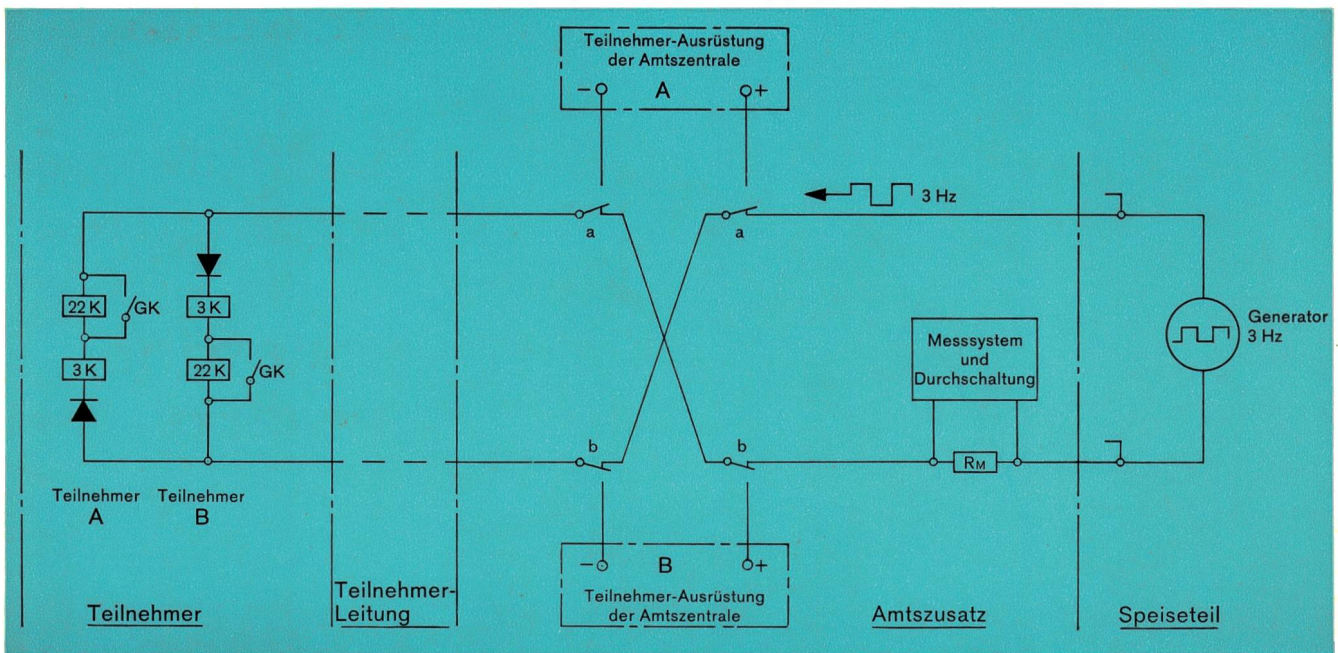 Teilnehmer-Ausrüstung
der Amtszentrale
− A +
3 Hz
a
a
22 K
GK
3 K
3 K
22 K
GK
Generator
3 Hz
Messsystem
und
Durchschaltung
b
b
RM
Teilnehmer
A
Teilnehmer
B
− B +
Teilnehmer-Ausrüstung
der Amtszentrale
Teilnehmer
Teilnehmer-
Leitung
Amtszusatz
Speiseteil